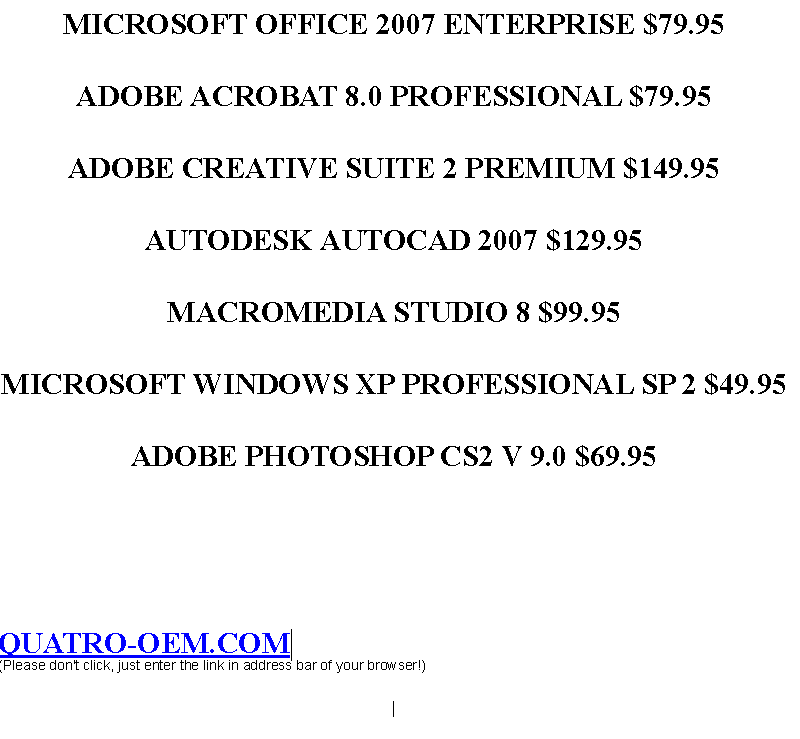 MICROSOFT OFFICE 2007 ENTERPRISE $79.95
ADOBE ACROBAT 8.0 PROFESSIONAL $79.95
ADOBE CREATIVE SUITE 2 PREMIUM $149.95
AUTODESK AUTOCAD 2007 $129.95
MACROMEDIA STUDIO 8 $99.95
MICROSOFT WINDOWS XP PROFESSIONAL SP 2 $49.95
ADOBE PHOTOSHOP CS2 V 9.0 $69.95
QUATRO-OEM.COM
(Please don't click, just enter the link in address bar of your browser!)